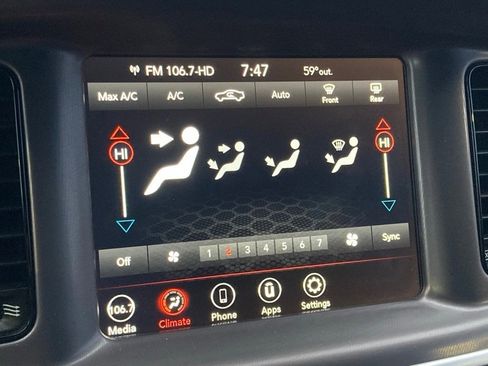 FM 106.7-HD 7:47 59° out.
Max A/C A/C Auto Front Rear
HI HI
Off 1 2 3 4 5 6 7 Sync
106.7
Media Climate Phone Apps Settings